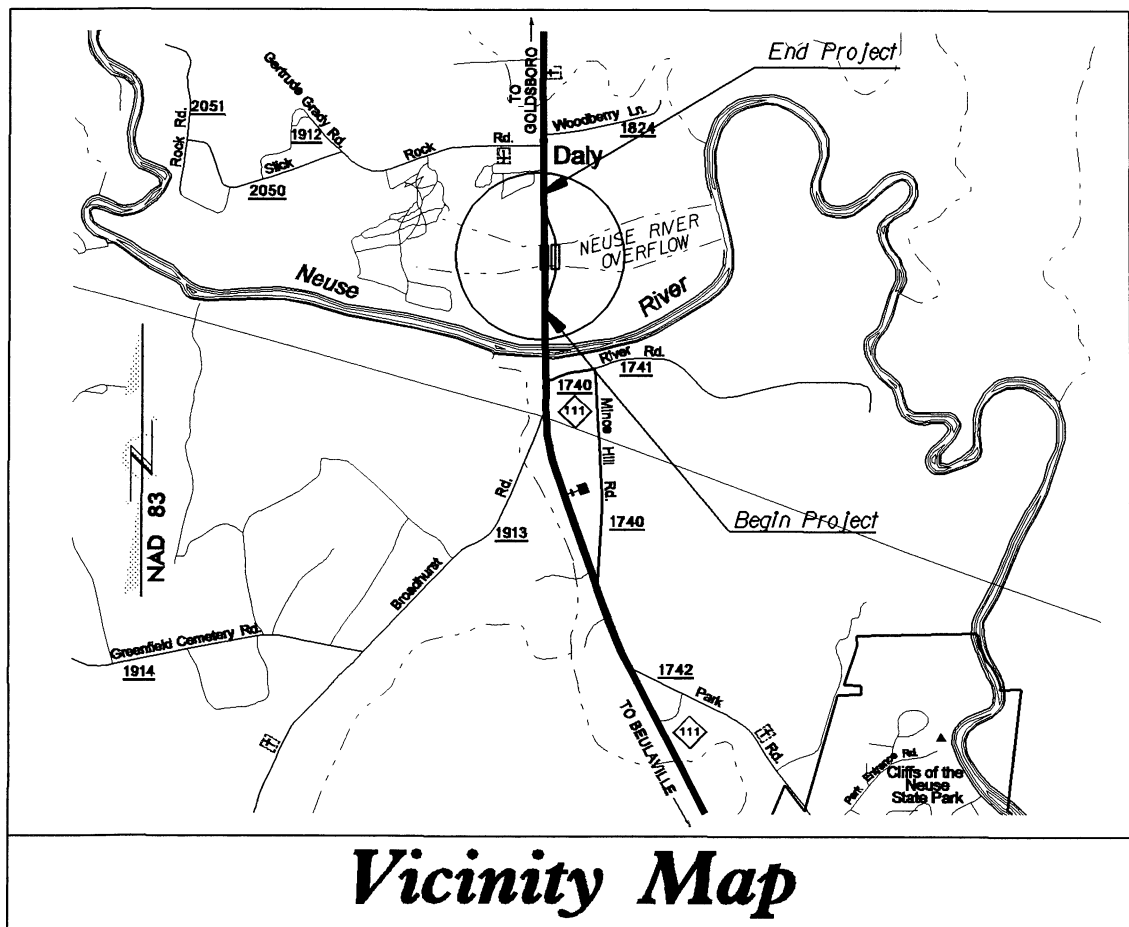 End Project
TO
GOLDSBORO
Gertrude Grady Rd.
2051
Rock Rd.
1912
Slick
Rock
Rd.
2050
Woodberry Ln.
1824
Daly
NEUSE RIVER
OVERFLOW
Neuse
River
River Rd.
1741
1740
111
Mince Hill Rd.
1740
NAD 83
Rd.
1913
Begin Project
Broadhurst
Greenfield Cemetery Rd.
1914
1742
Park
Rd.
TO BEULAVILLE
111
Park Entrance Rd.
Cliffs of the
Neuse
State Park
Vicinity Map